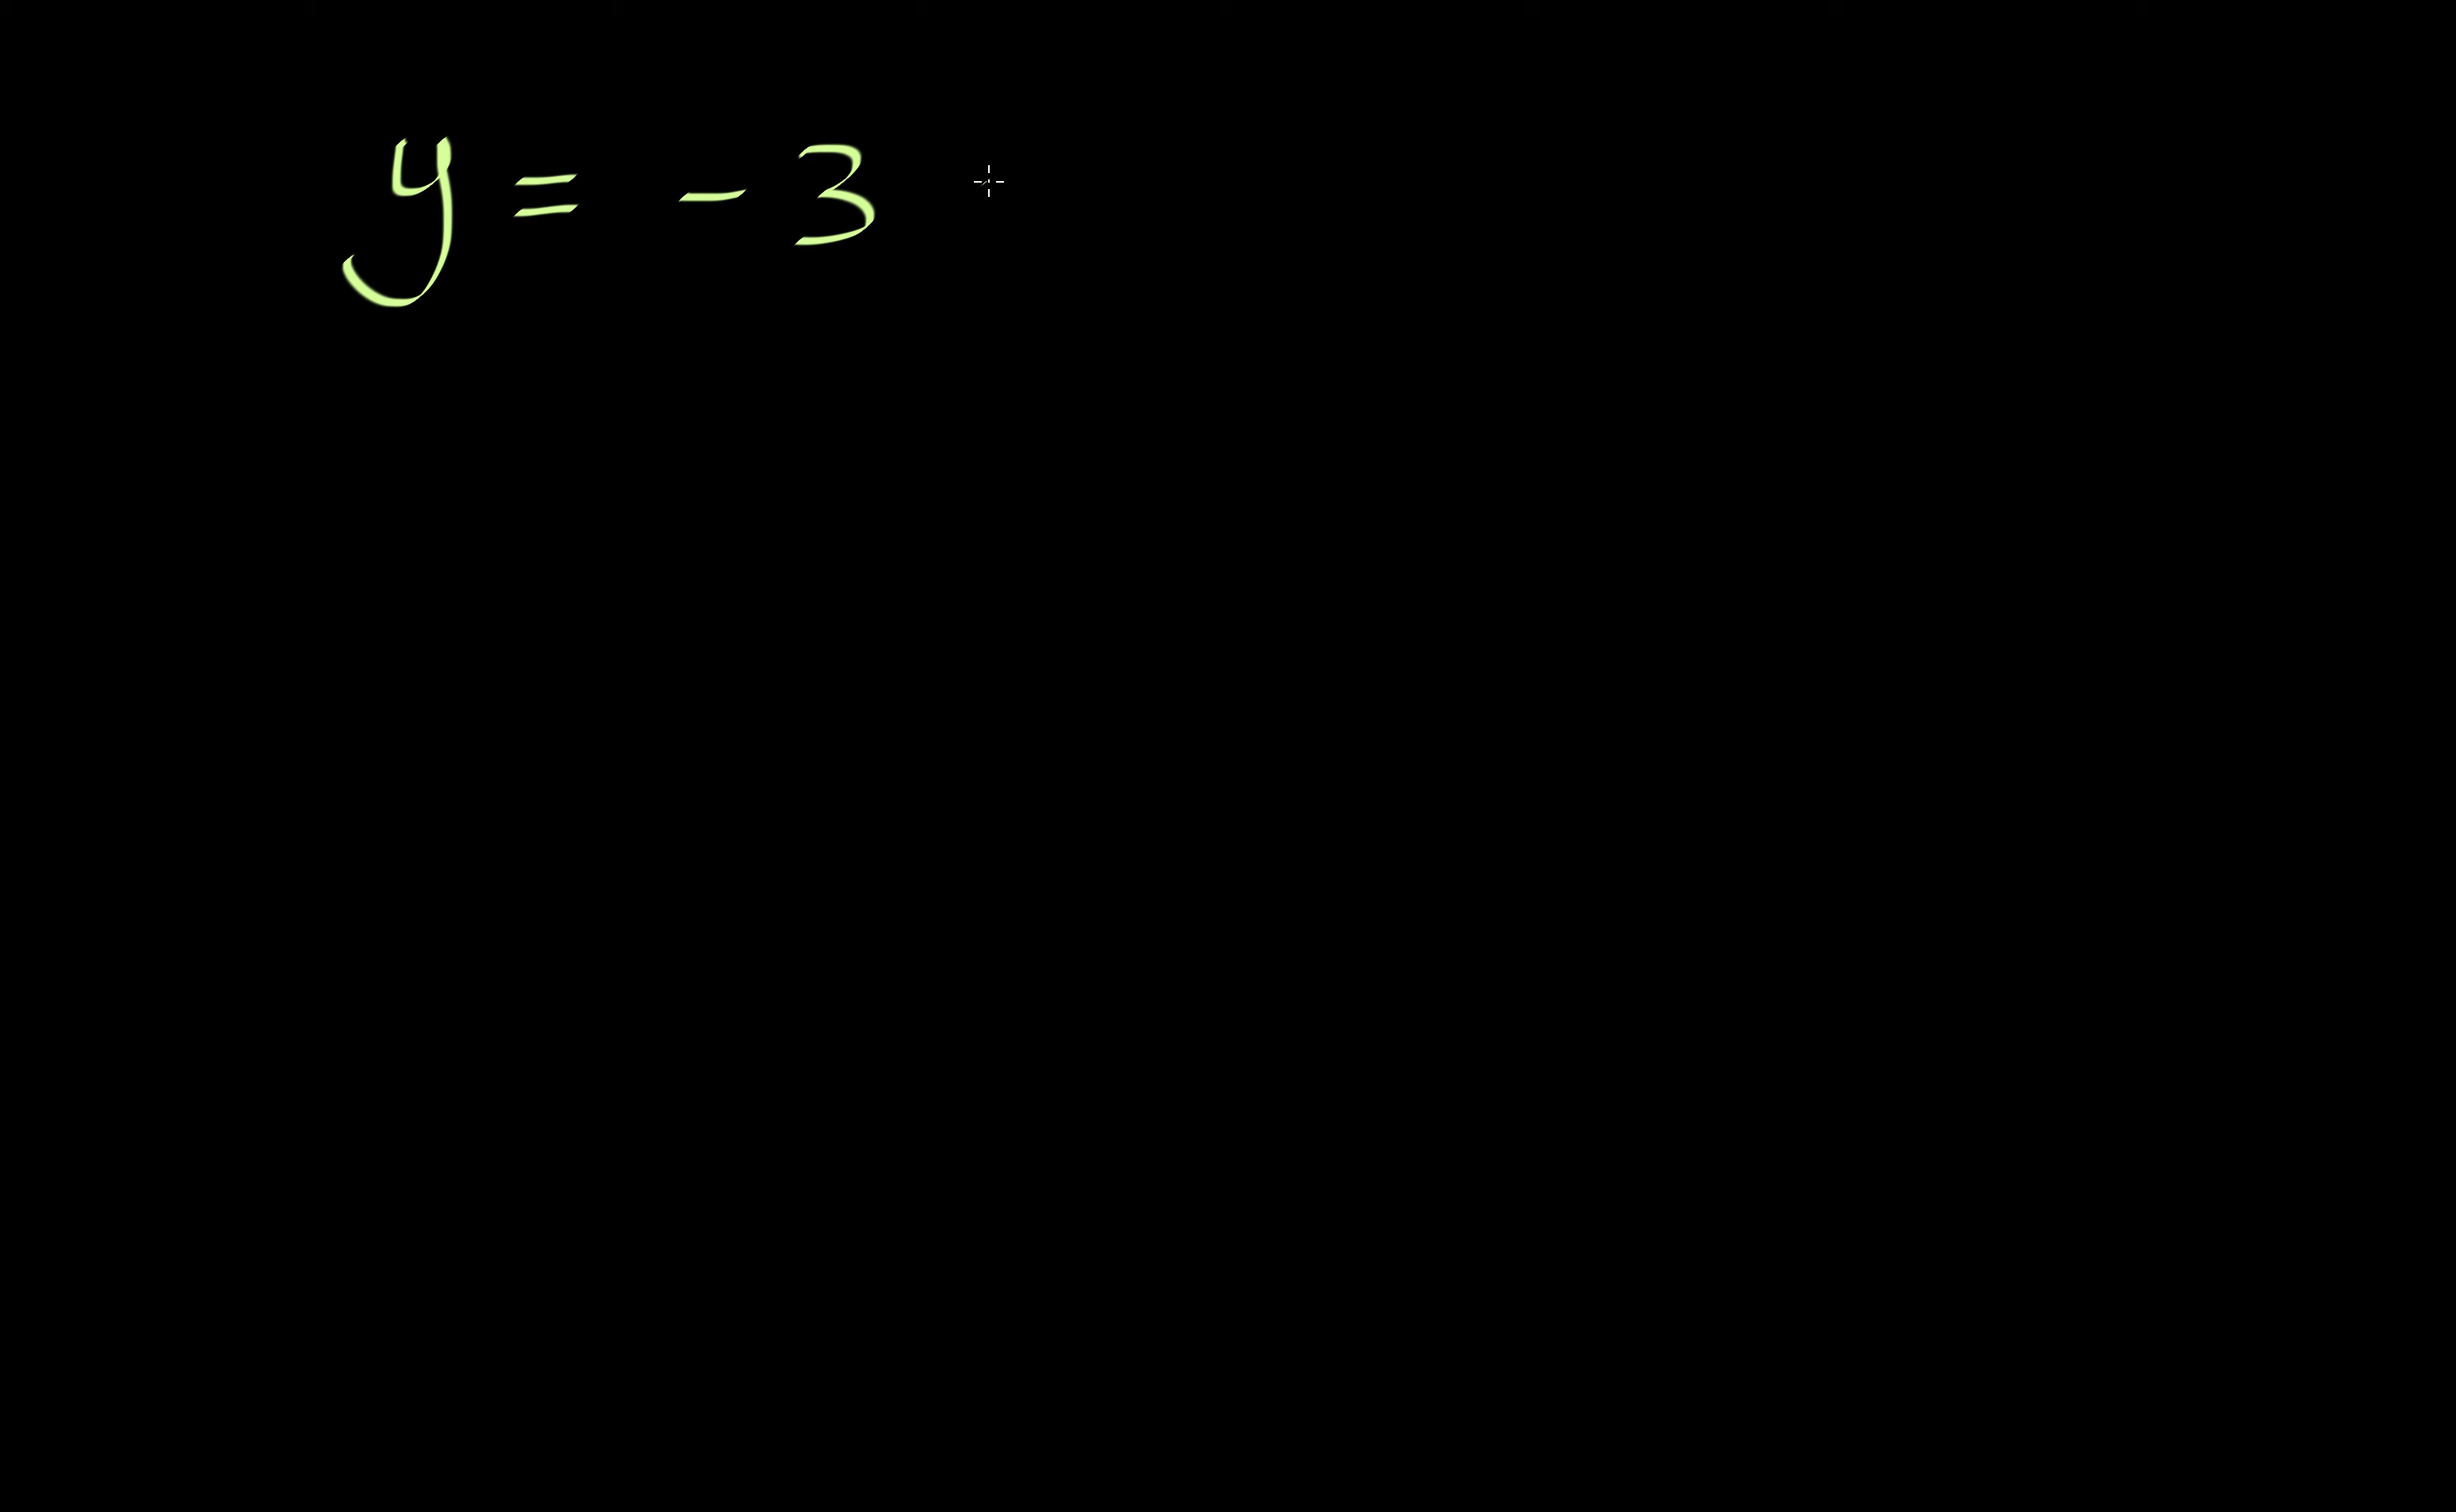 y = - 3